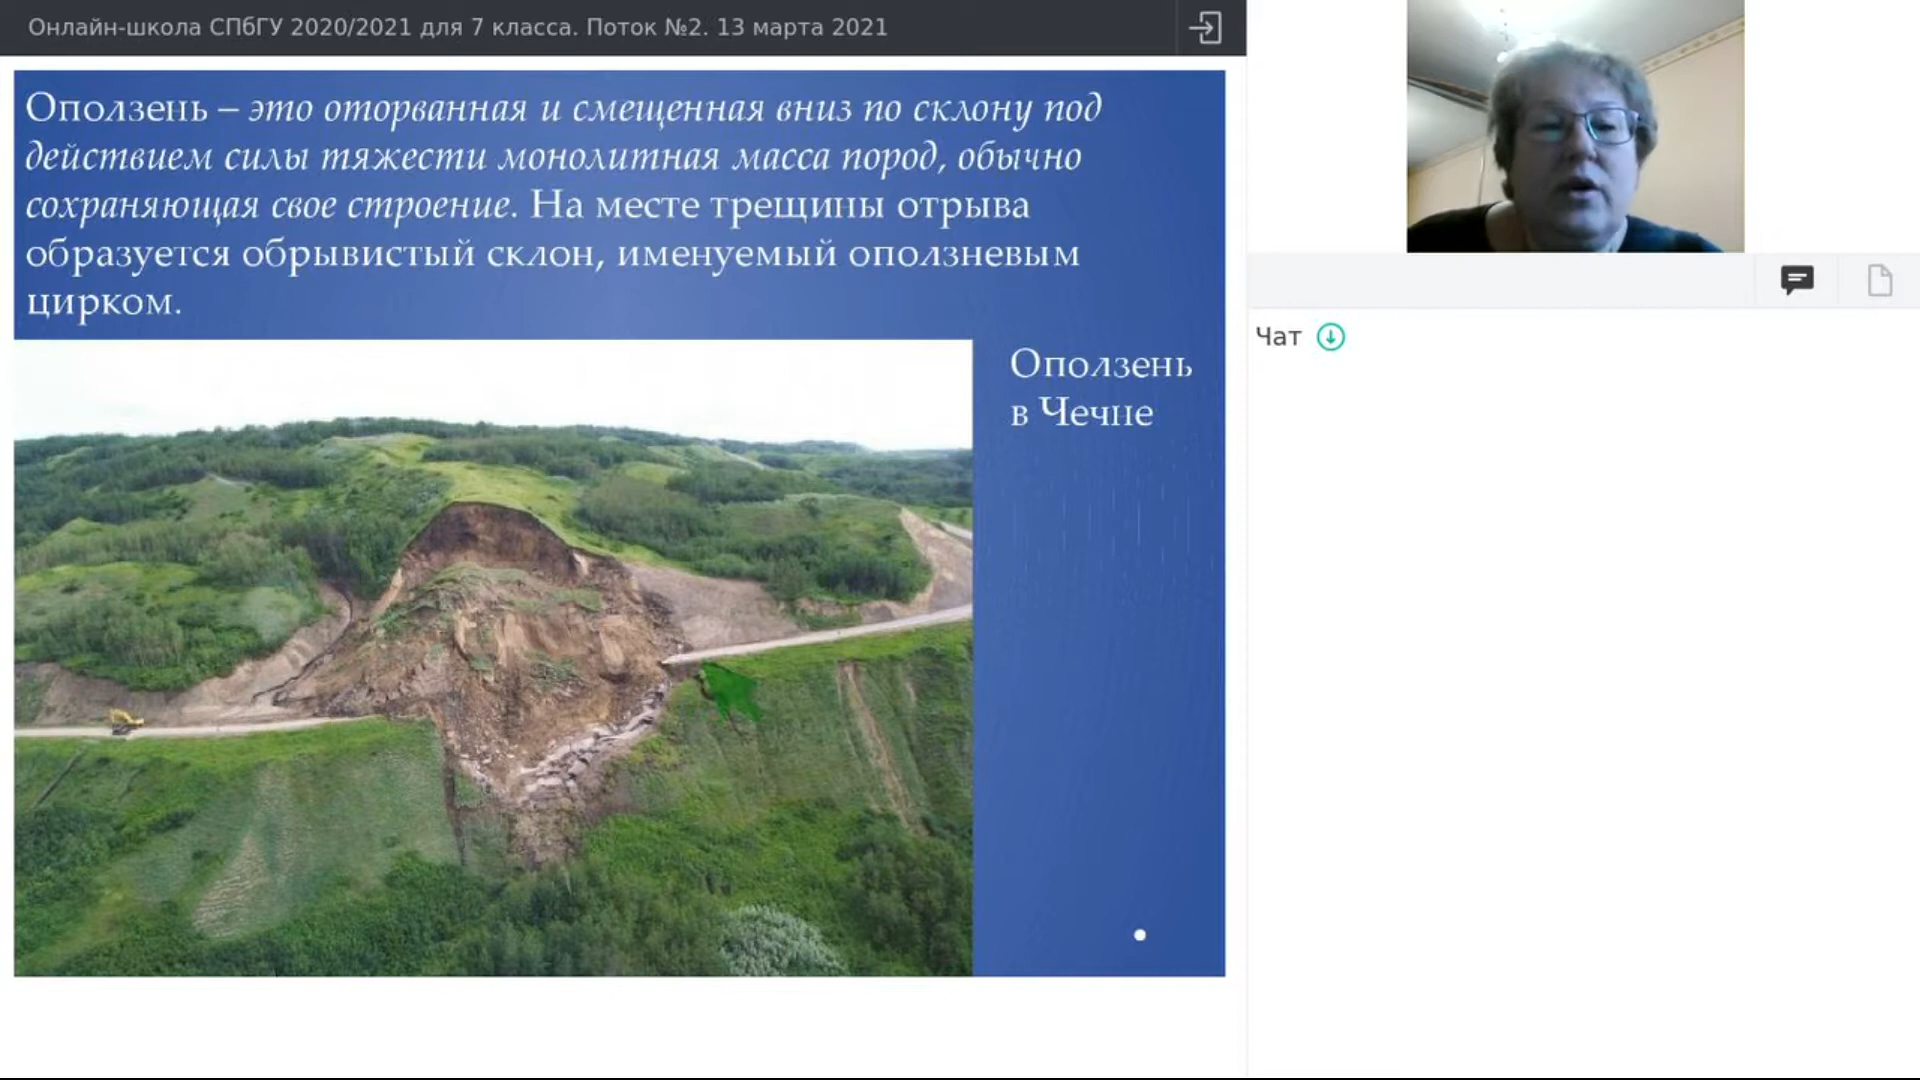 Онлайн-школа СПбГУ 2020/2021 для 7 класса. Поток №2. 13 марта 2021
Оползень – это оторванная и смещенная вниз по склону под
действием силы тяжести монолитная масса пород, обычно
сохраняющая свое строение. На месте трещины отрыва
образуется обрывистый склон, именуемый оползневым
цирком.
Оползень
в Чечне
Чат